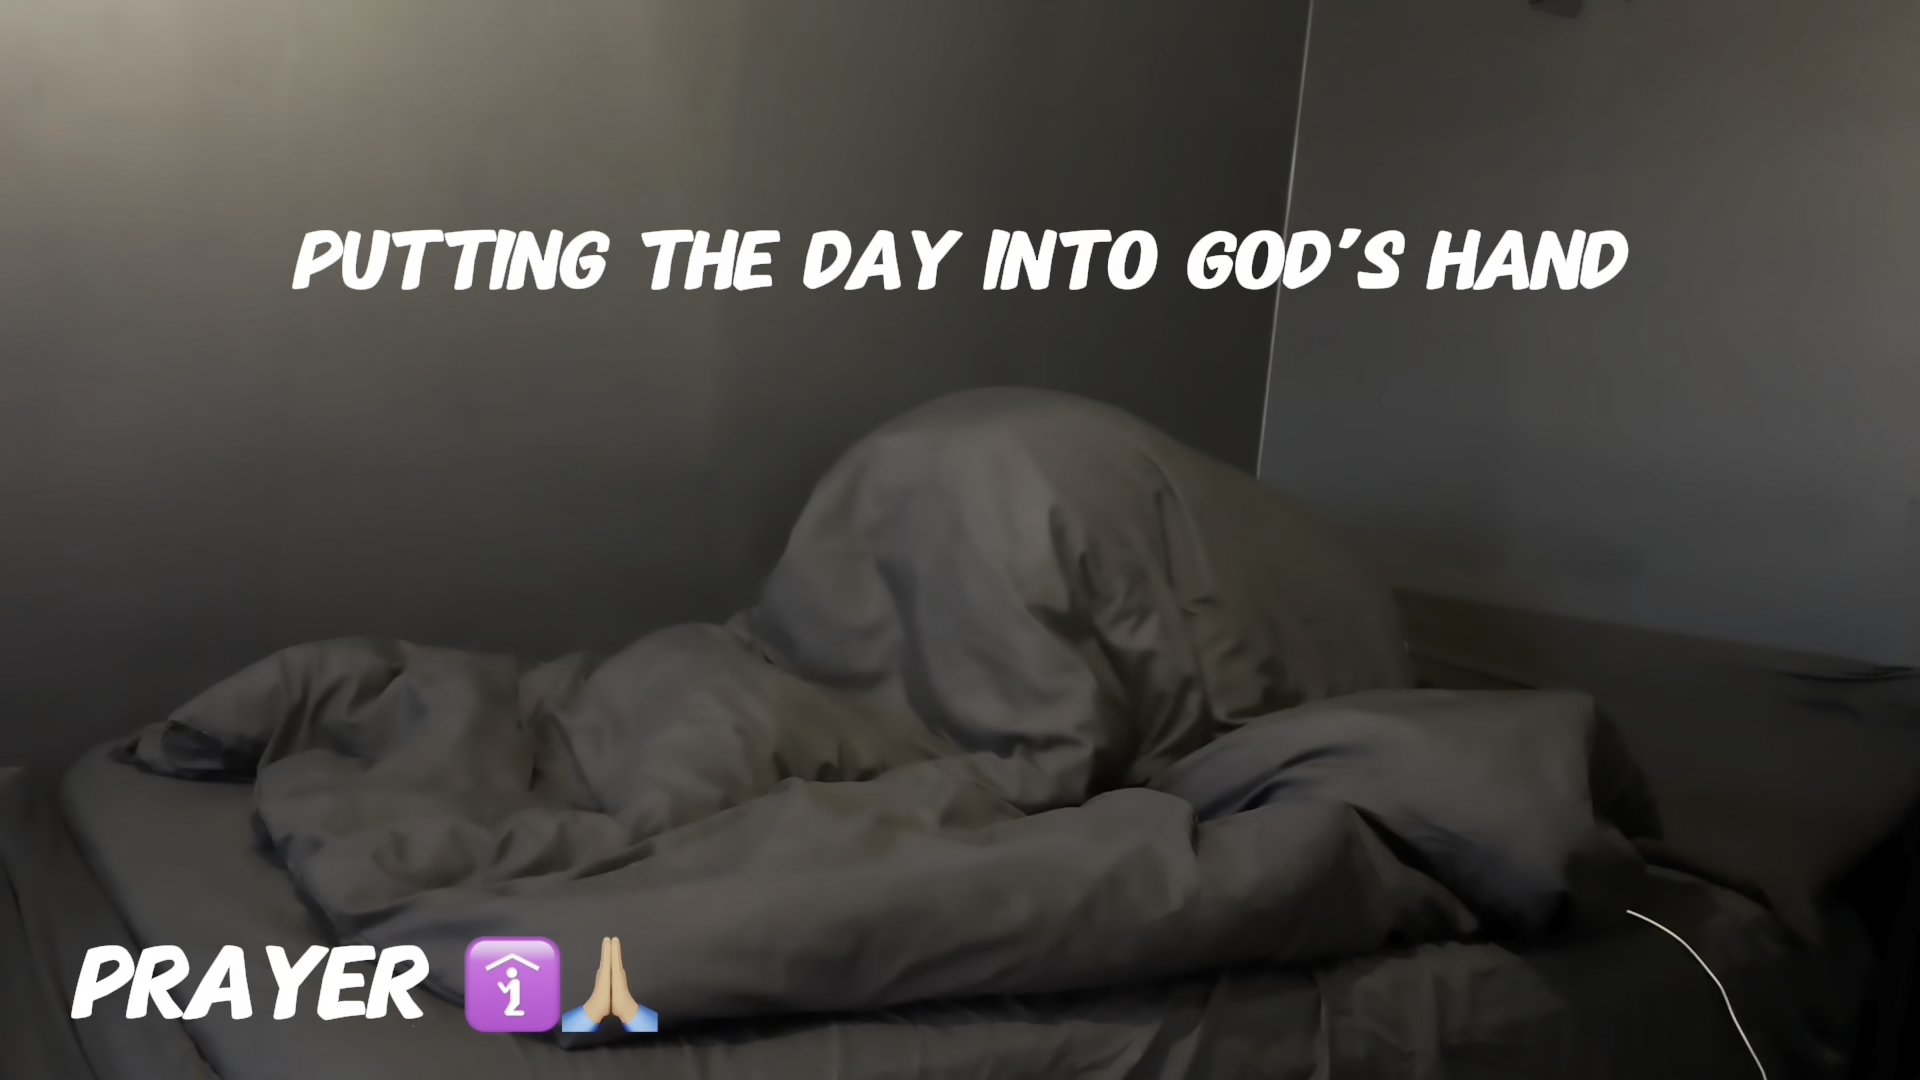 PUTTING THE DAY INTO GOD'S HAND
PRAYER 🛐🙏🏼